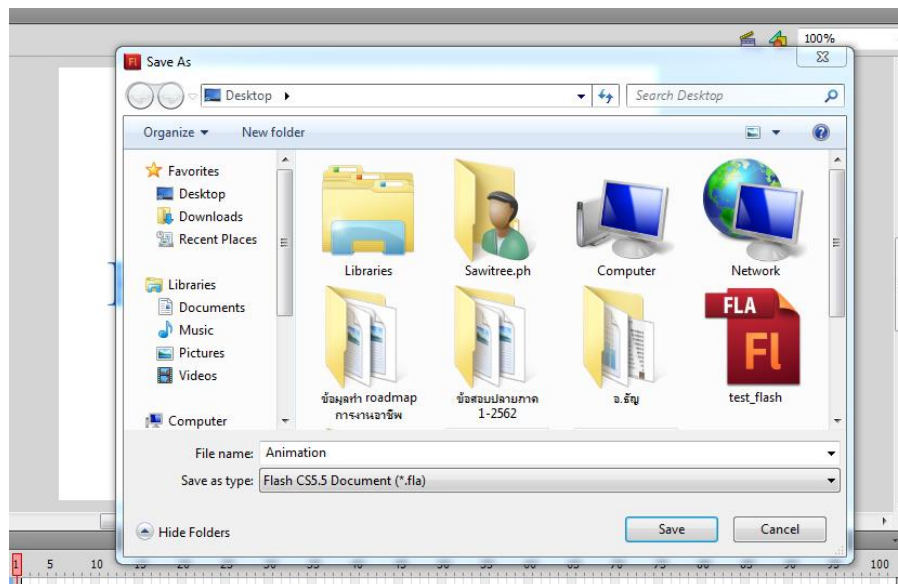 100%
Fl Save As
Desktop
Search Desktop
Organize
New folder
Favorites
Desktop
Downloads
Recent Places
Libraries
Documents
Music
Pictures
Videos
Computer
Libraries
Sawitree.ph
Computer
Network
ข้อมูลทำ roadmap
การงานอาชีพ
ข้อสอบปลายภาค
1-2562
อ.ธัญ
FLA
Fl
test_flash
File name: Animation
Save as type: Flash CS5.5 Document (*.fla)
Hide Folders
Save
Cancel
1 5 10 100